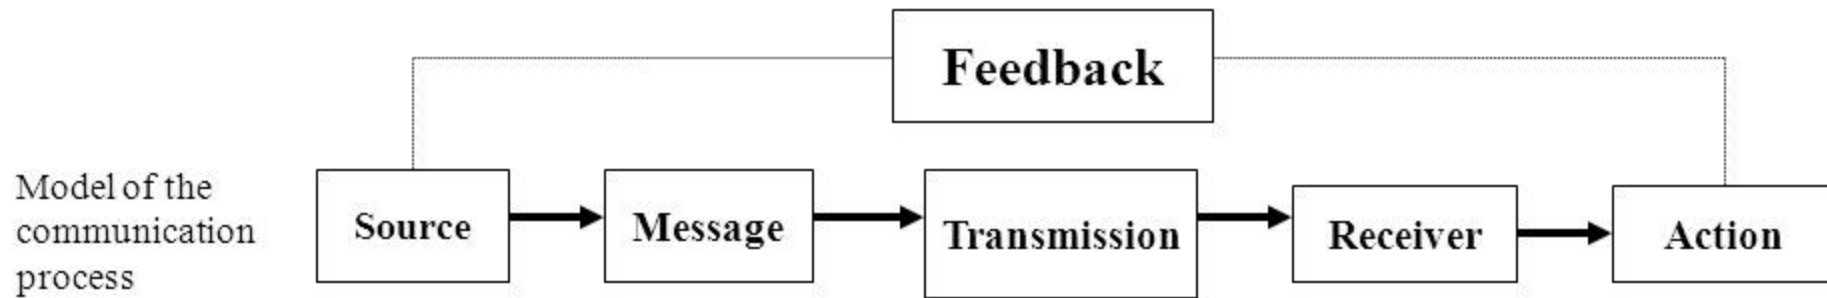 Feedback
Model of the
communication
process
Source
Message
Transmission
Receiver
Action